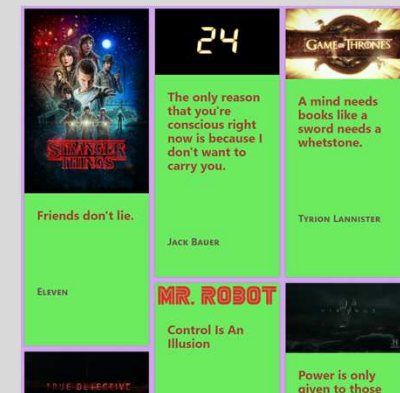 STRANGER
THINGS
Friends don't lie.
Eleven
TRUE DETECTIVE
24
The only reason
that you're
conscious right
now is because I
don't want to
carry you.
Jack Bauer
MR. ROBOT
Control Is An
Illusion
GAME OF THRONES
A mind needs
books like a
sword needs a
whetstone.
Tyrion Lannister
VIKINGS
H
Power is only
given to those